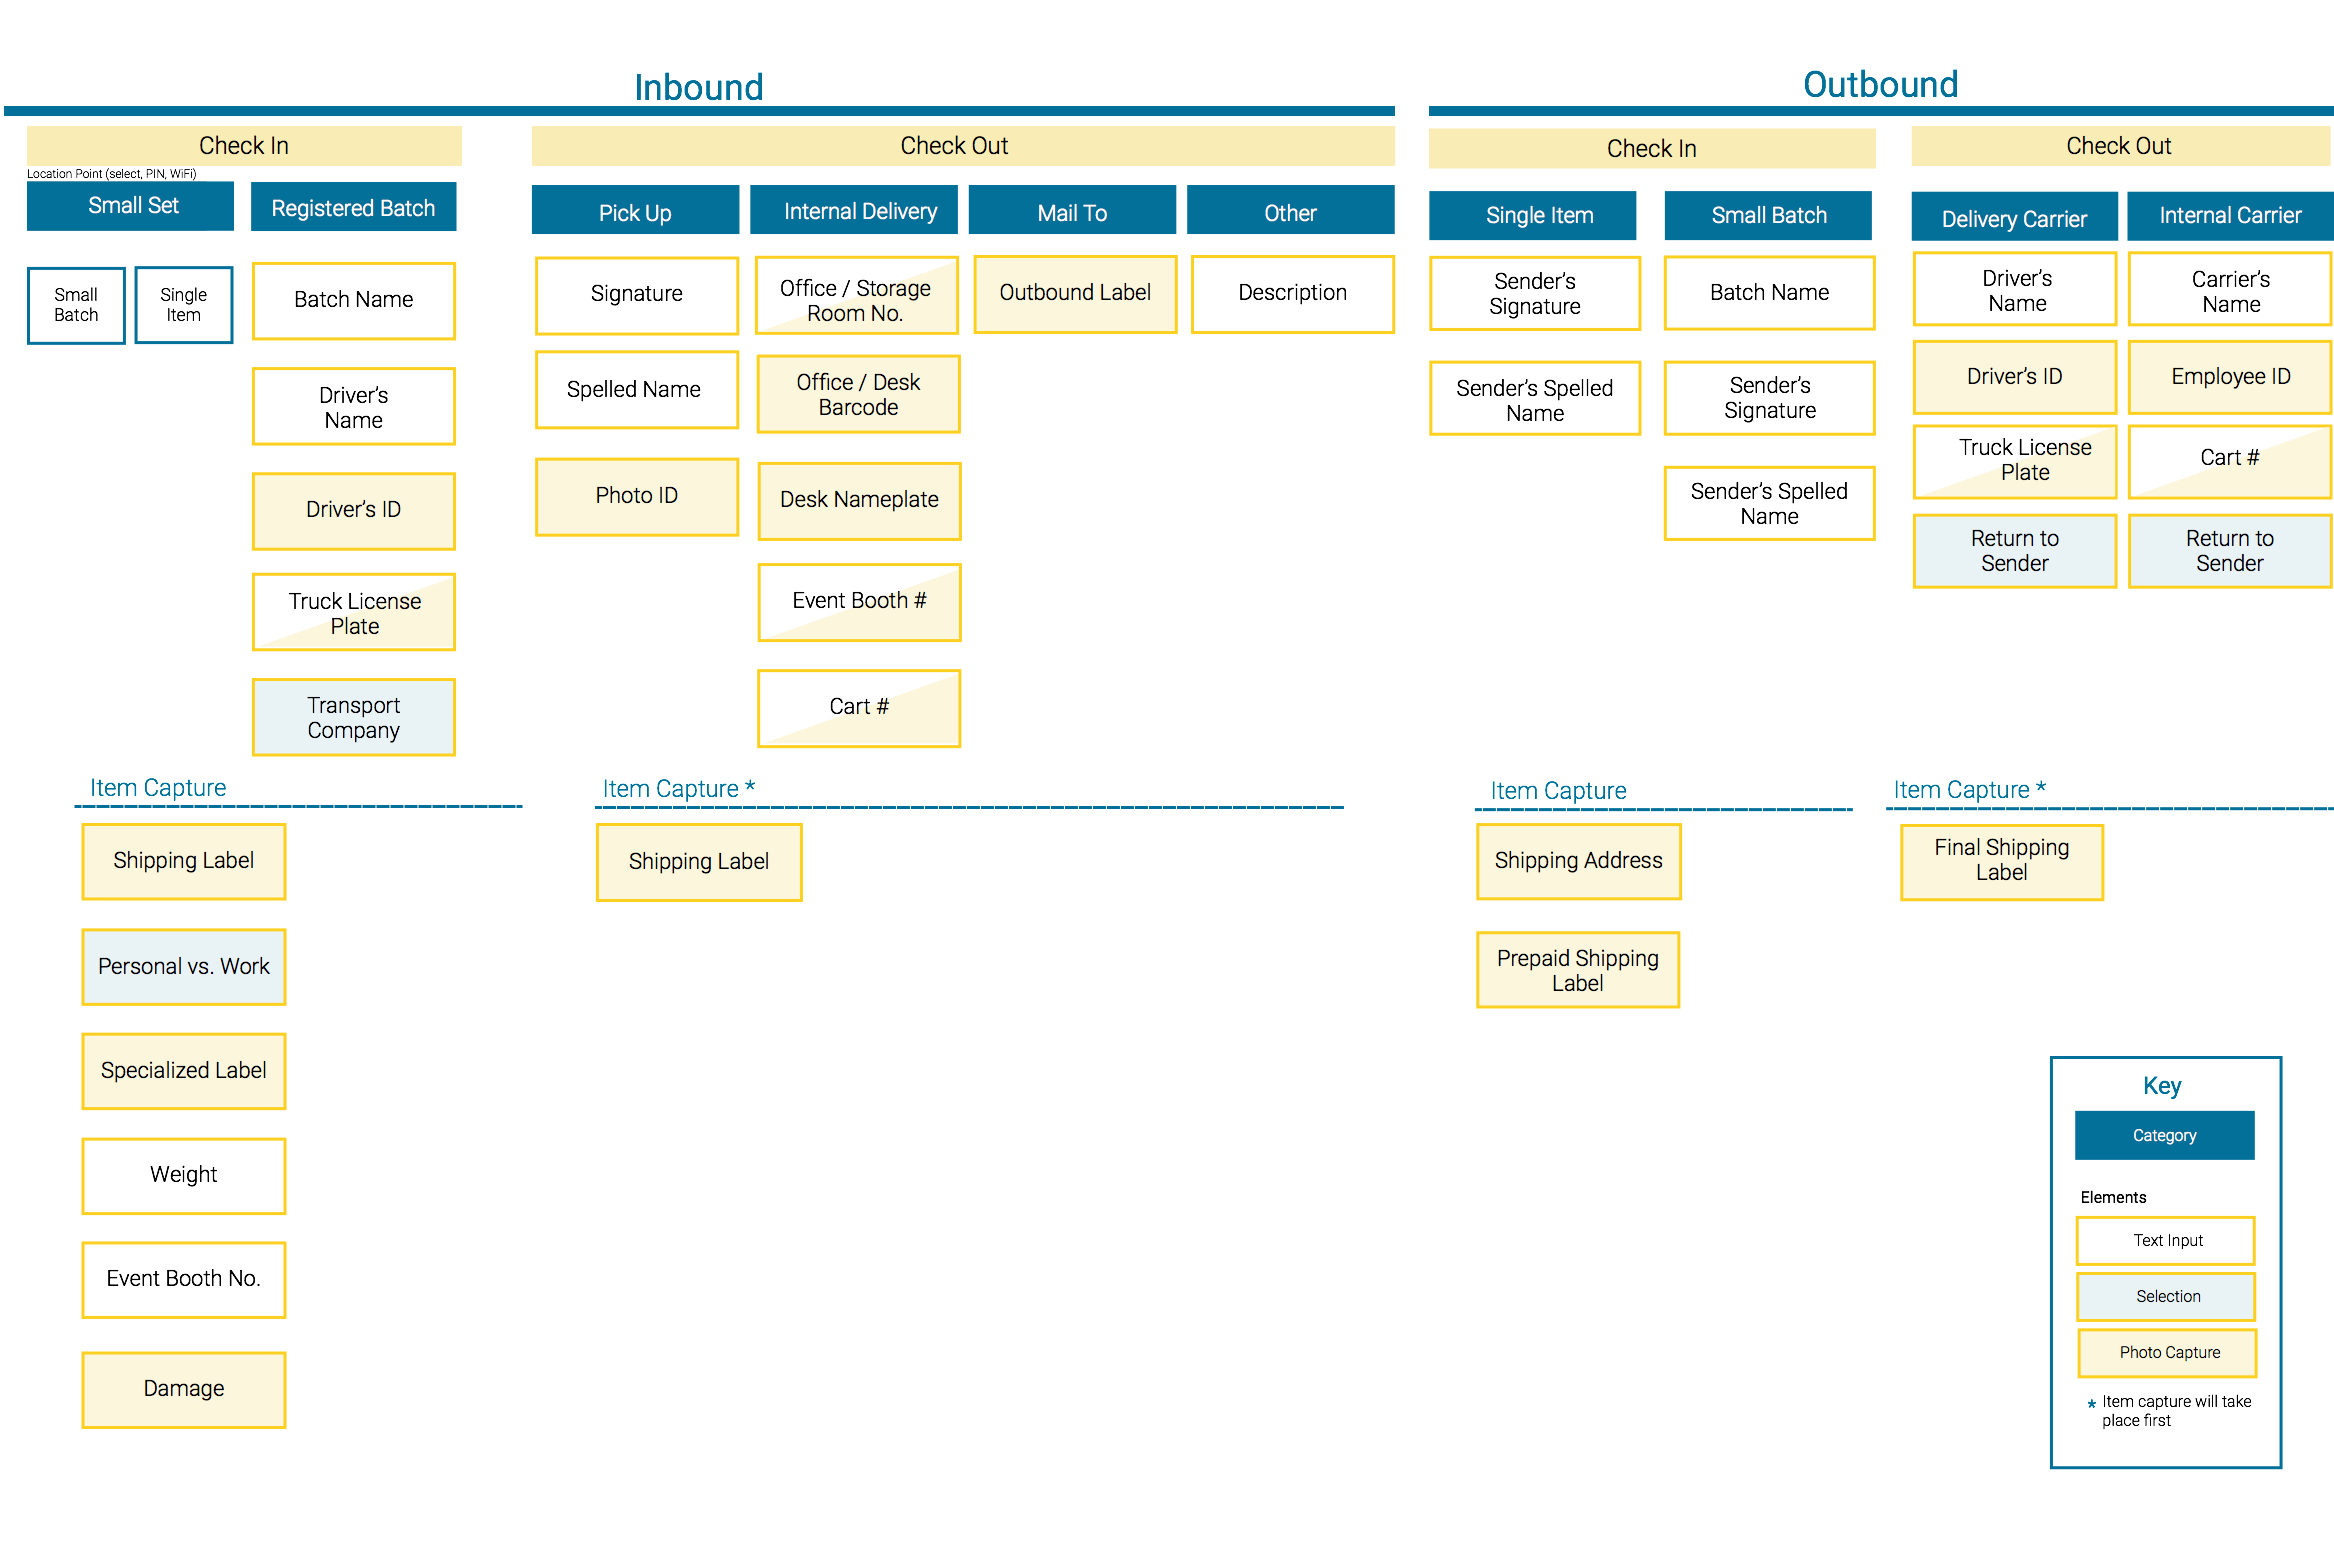 Inbound
Outbound
Check In
Check Out
Check In
Check Out
Location Point (select, PIN, WiFi)
Small Set
Registered Batch
Pick Up
Internal Delivery
Mail To
Other
Single Item
Small Batch
Delivery Carrier
Internal Carrier
Small
Batch
Single
Item
Batch Name
Driver's
Name
Driver's ID
Truck License
Plate
Transport
Company
Signature
Spelled Name
Photo ID
Office / Storage
Room No.
Office / Desk
Barcode
Desk Nameplate
Event Booth #
Cart #
Outbound Label
Description
Sender's
Signature
Sender's Spelled
Name
Batch Name
Sender's
Signature
Sender's Spelled
Name
Driver's
Name
Driver's ID
Truck License
Plate
Return to
Sender
Carrier's
Name
Employee ID
Cart #
Return to
Sender
Item Capture
Shipping Label
Personal vs. Work
Specialized Label
Weight
Event Booth No.
Damage
Item Capture *
Shipping Label
Item Capture
Shipping Address
Prepaid Shipping
Label
Item Capture *
Final Shipping
Label
Key
Category
Elements
Text Input
Selection
Photo Capture
* Item capture will take
place first